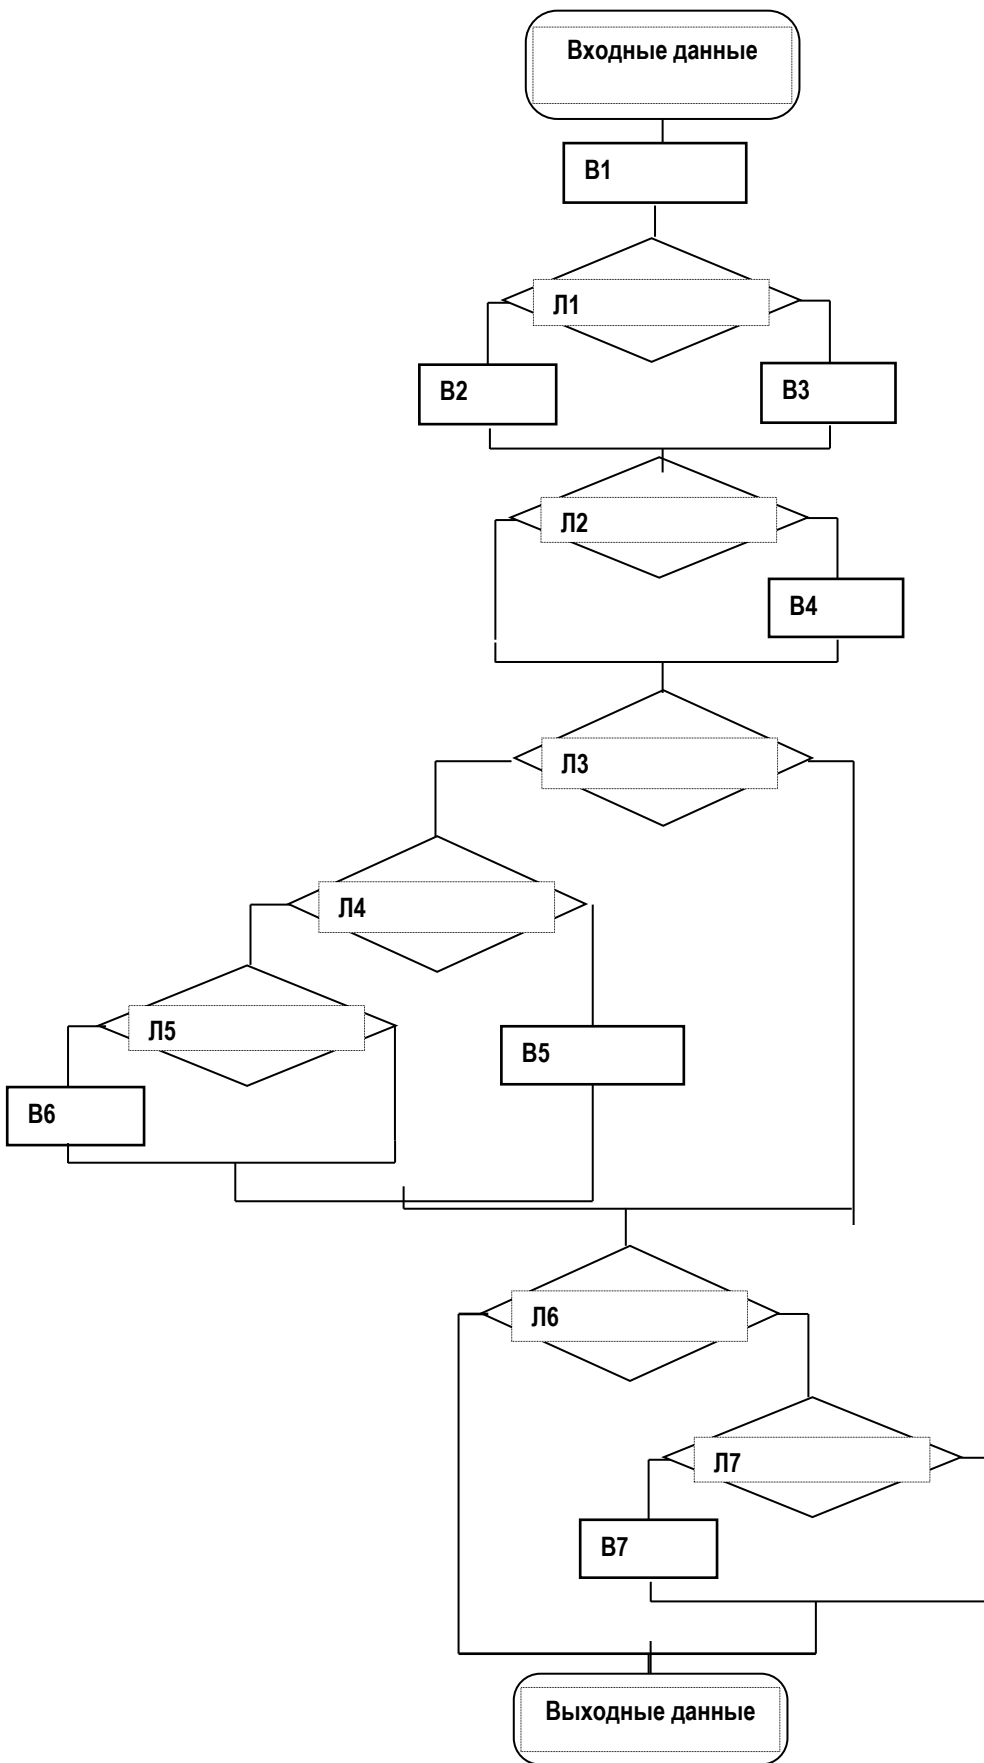 Входные данные
В1
Л1
В2
В3
Л2
В4
Л3
Л4
Л5
В5
В6
Л6
Л7
В7
Выходные данные